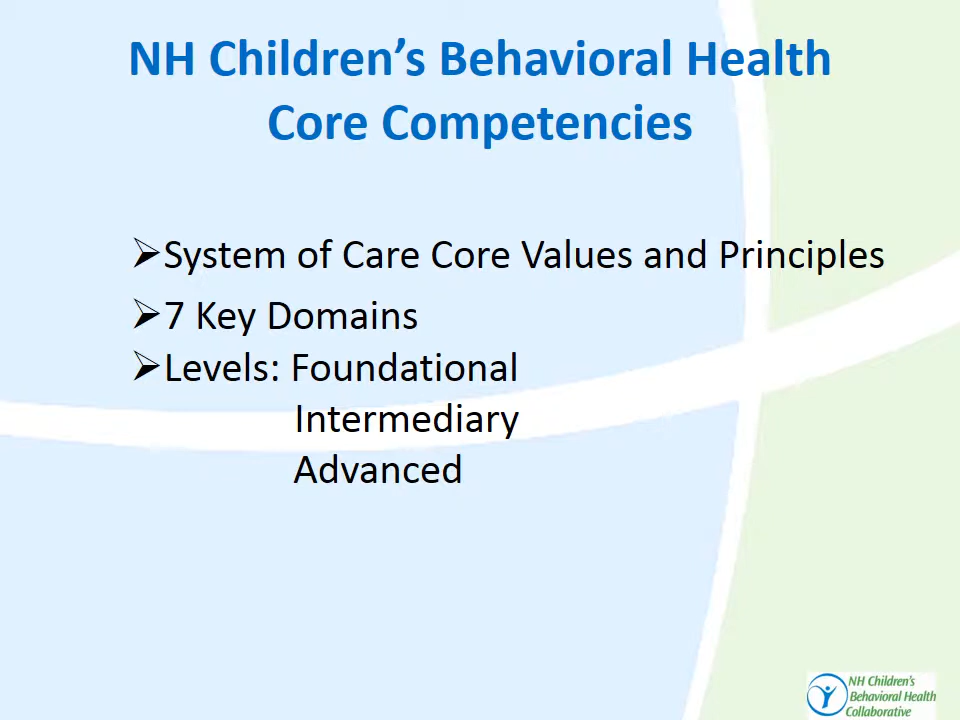 NH Children’s Behavioral Health
Core Competencies
➢System of Care Core Values and Principles
➢7 Key Domains
➢Levels: Foundational
Intermediary
Advanced
NH Children's
Behavioral Health
Collaborative